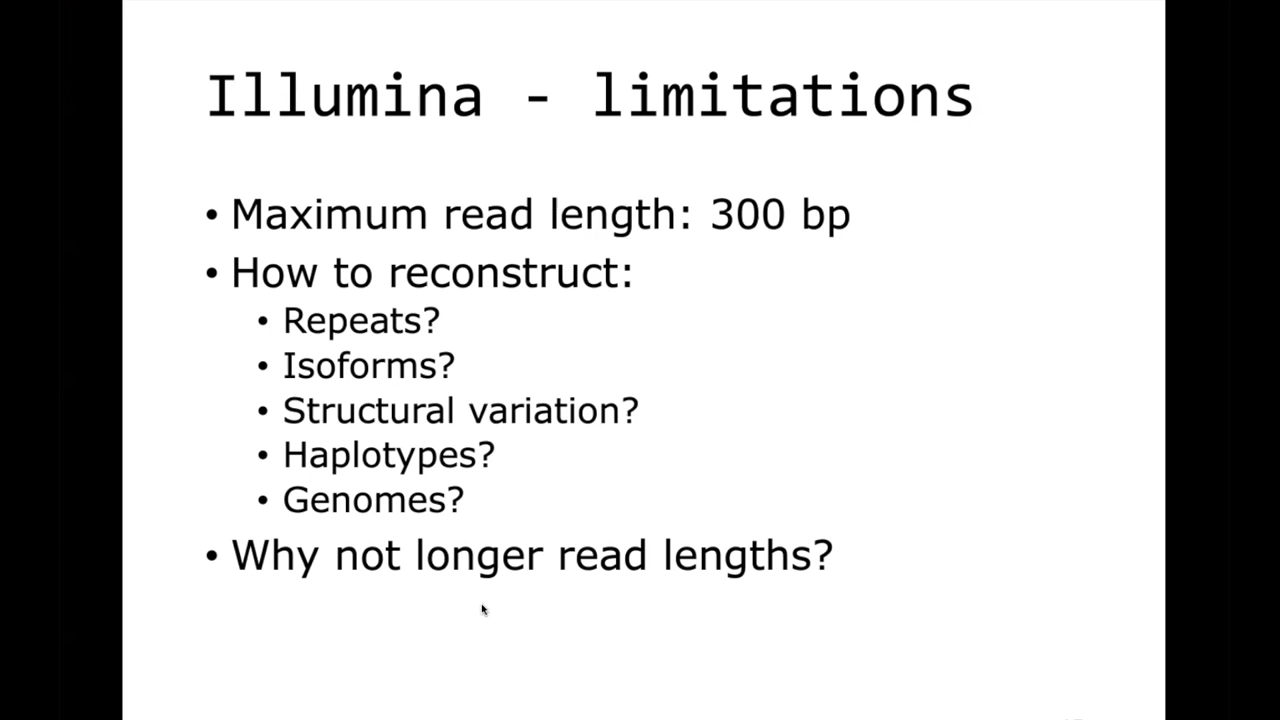 Illumina - limitations
• Maximum read length: 300 bp
• How to reconstruct:
• Repeats?
• Isoforms?
• Structural variation?
• Haplotypes?
• Genomes?
• Why not longer read lengths?